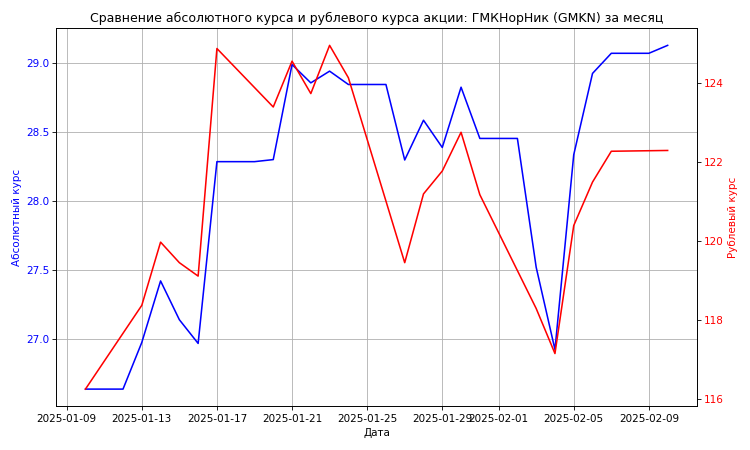 Сравнение абсолютного курса и рублевого курса акции: ГМКНорНик (GMKN) за месяц
29.0
28.5
28.0
27.5
27.0
Абсолютный курс
124
122
120
118
116
Рублевый курс
2025-01-09 2025-01-13 2025-01-17 2025-01-21 2025-01-25 2025-01-29 2025-02-01 2025-02-05 2025-02-09
Дата